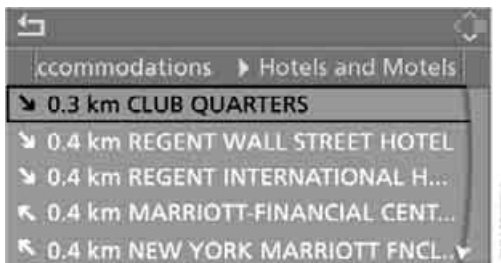 ccommodations Hotels and Motels
0.3 km CLUB QUARTERS
0.4 km REGENT WALL STREET HOTEL
0.4 km REGENT INTERNATIONAL H...
0.4 km MARRIOTT-FINANCIAL CENT...
0.4 km NEW YORK MARRIOTT FNCL..